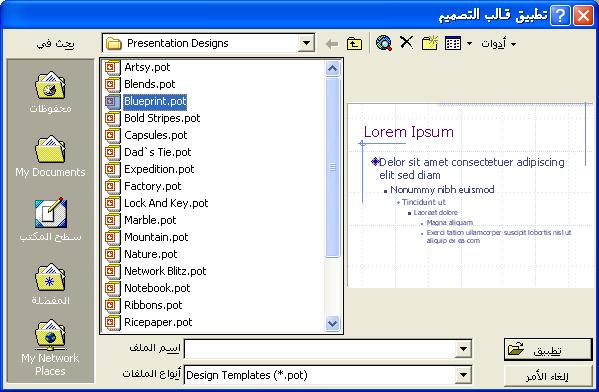 تطبيق قالب التصميم
بحث في
Presentation Designs
أدوات
محفوظات
My Documents
سطح المكتب
المفضلة
My Network
Places
Artsy.pot
Blends.pot
Blueprint.pot
Bold Stripes.pot
Capsules.pot
Dad`s Tie.pot
Expedition.pot
Factory.pot
Lock And Key.pot
Marble.pot
Mountain.pot
Nature.pot
Network Blitz.pot
Notebook.pot
Ribbons.pot
Ricepaper.pot
Lorem Ipsum
Delor sit amet consectetuer adipiscing
elit sed diam
Nonummy nibh euismod
Tincidunt ut
Laoreet dolore
Magna aliquam
Exerci tation ullamcorper suscipit lobortis nisl ut
aliquip ex ea com
اسم الملف
تطبيق
أنواع الملفات
Design Templates (*.pot)
إلغاء الأمر